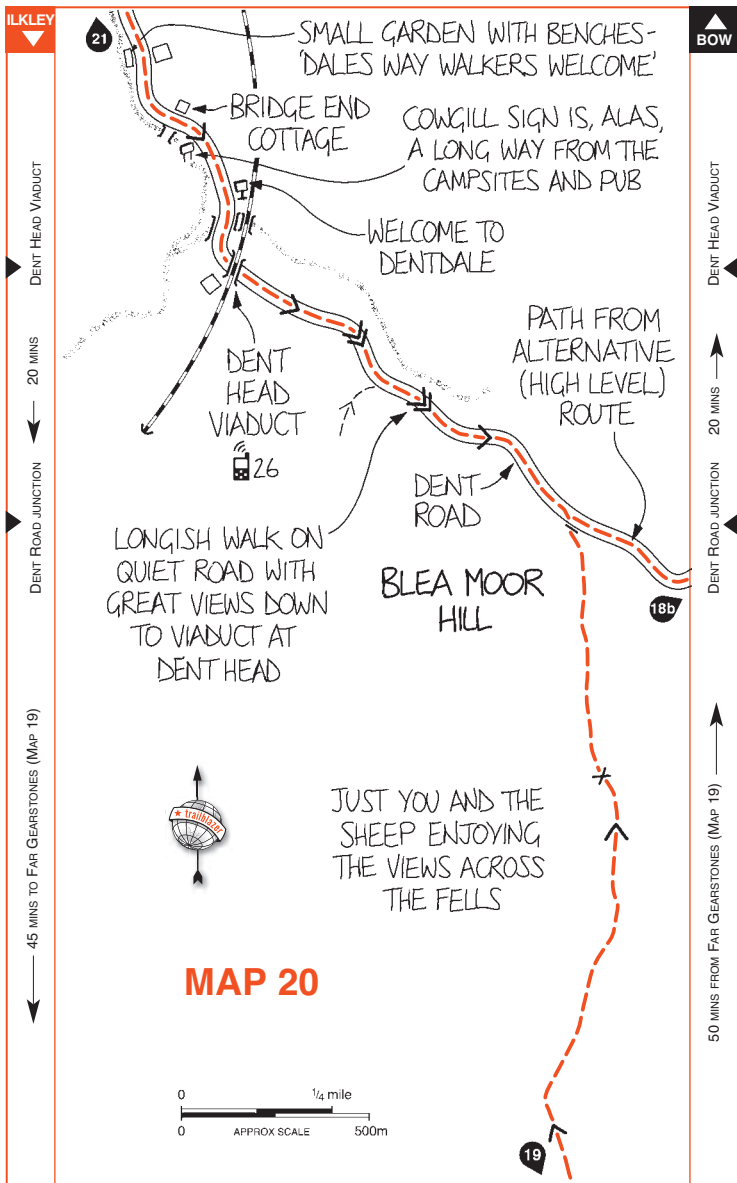 ILKLEY
BOW
21
SMALL GARDEN WITH BENCHES-
'DALES WAY WALKERS WELCOME'
BRIDGE END
COTTAGE
COWGILL SIGN IS, ALAS,
A LONG WAY FROM THE
CAMPSITES AND PUB
WELCOME TO
DENTDALE
DENT HEAD VIADUCT
20 MINS
DENT ROAD JUNCTION
45 MINS TO FAR GEARSTONES (MAP 19)
DENT
HEAD
VIADUCT
26
PATH FROM
ALTERNATIVE
(HIGH LEVEL)
ROUTE
DENT
ROAD
LONGISH WALK ON
QUIET ROAD WITH
GREAT VIEWS DOWN
TO VIADUCT AT
DENT HEAD
BLEA MOOR
HILL
18b
JUST YOU AND THE
SHEEP ENJOYING
THE VIEWS ACROSS
THE FELLS
trailblazer
MAP 20
0 1/4 mile
0 APPROX SCALE 500m
19
DENT HEAD VIADUCT
20 MINS
DENT ROAD JUNCTION
50 MINS FROM FAR GEARSTONES (MAP 19)